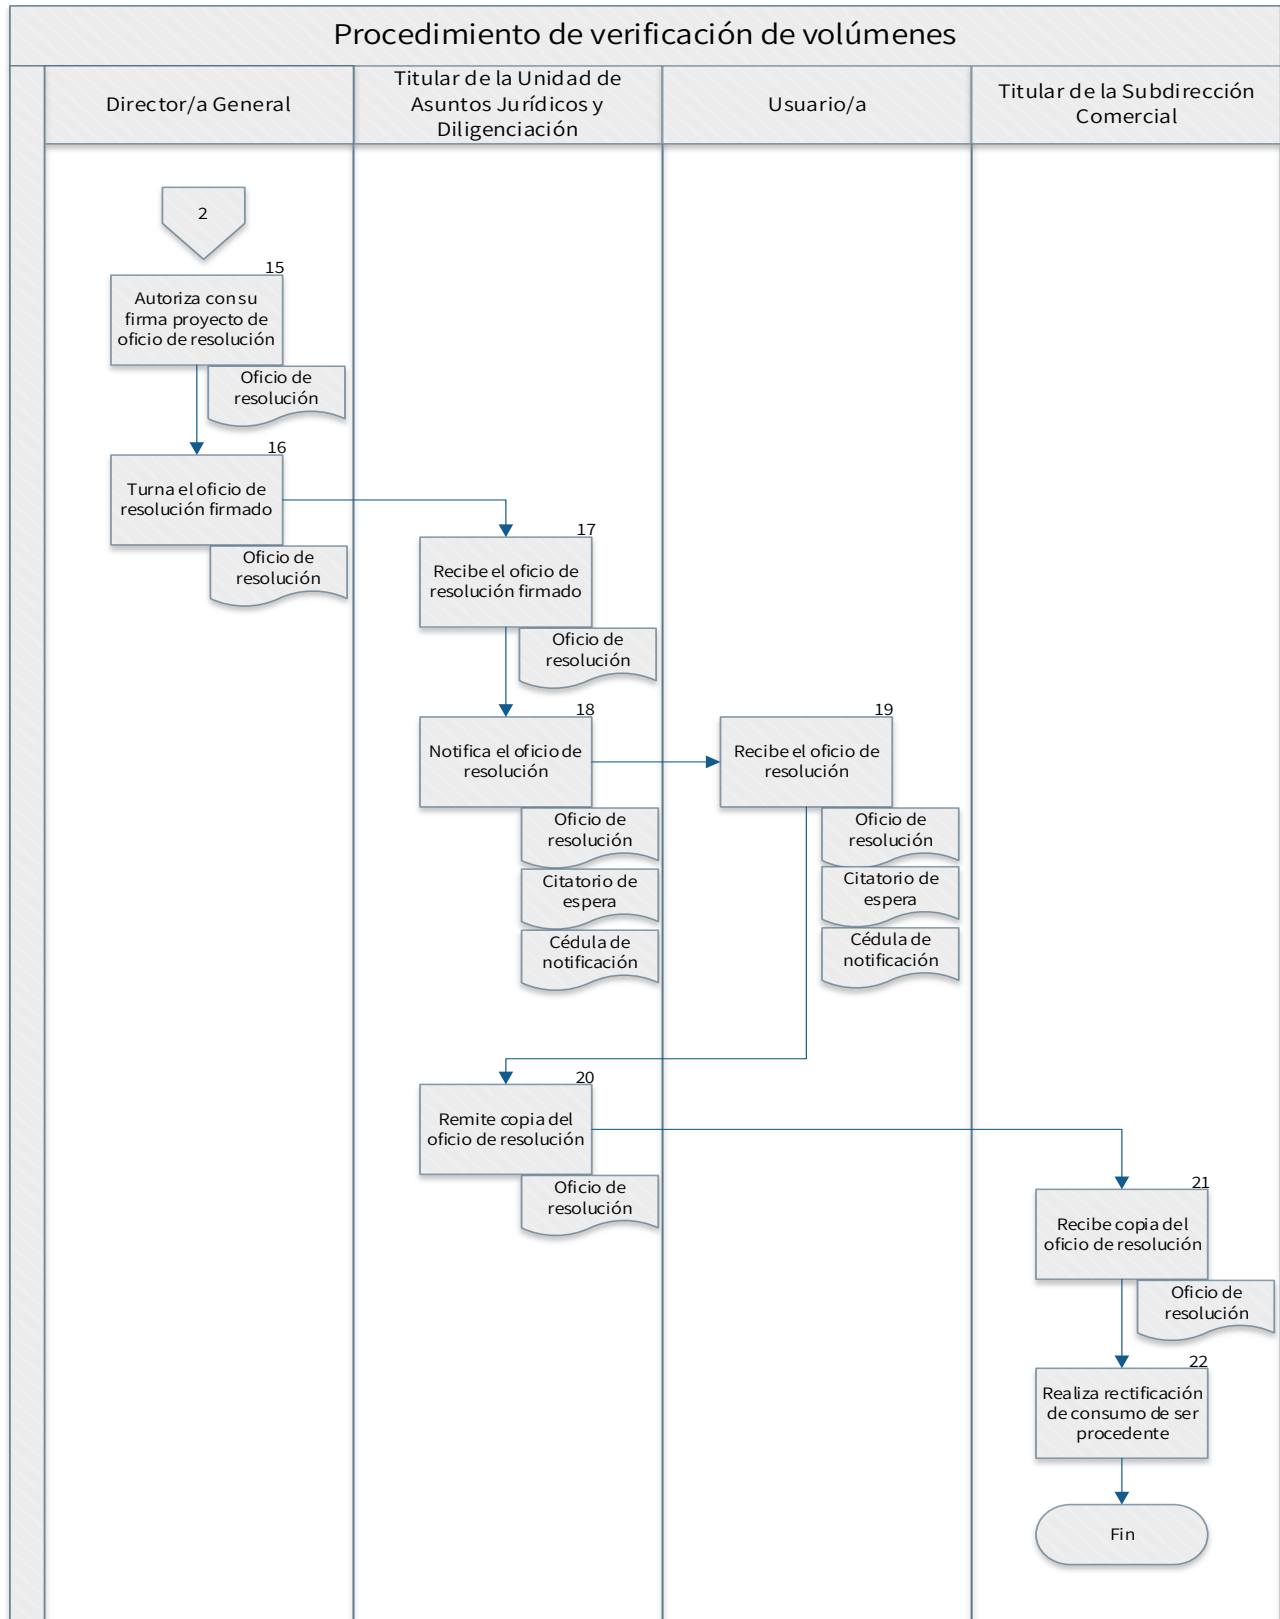 Procedimiento de verificación de volúmenes
Director/a General
Titular de la Unidad de
Asuntos Jurídicos y
Diligenciación
Usuario/a
Titular de la Subdirección
Comercial
2
15
Autoriza con su
firma proyecto de
oficio de resolución
Oficio de
resolución
16
Turna el oficio de
resolución firmado
Oficio de
resolución
17
Recibe el oficio de
resolución firmado
Oficio de
resolución
18
Notifica el oficio de
resolución
Oficio de
resolución
Citatorio de
espera
Cédula de
notificación
19
Recibe el oficio de
resolución
Oficio de
resolución
Citatorio de
espera
Cédula de
notificación
20
Remite copia del
oficio de resolución
Oficio de
resolución
21
Recibe copia del
oficio de resolución
Oficio de
resolución
22
Realiza rectificación
de consumo de ser
procedente
Fin